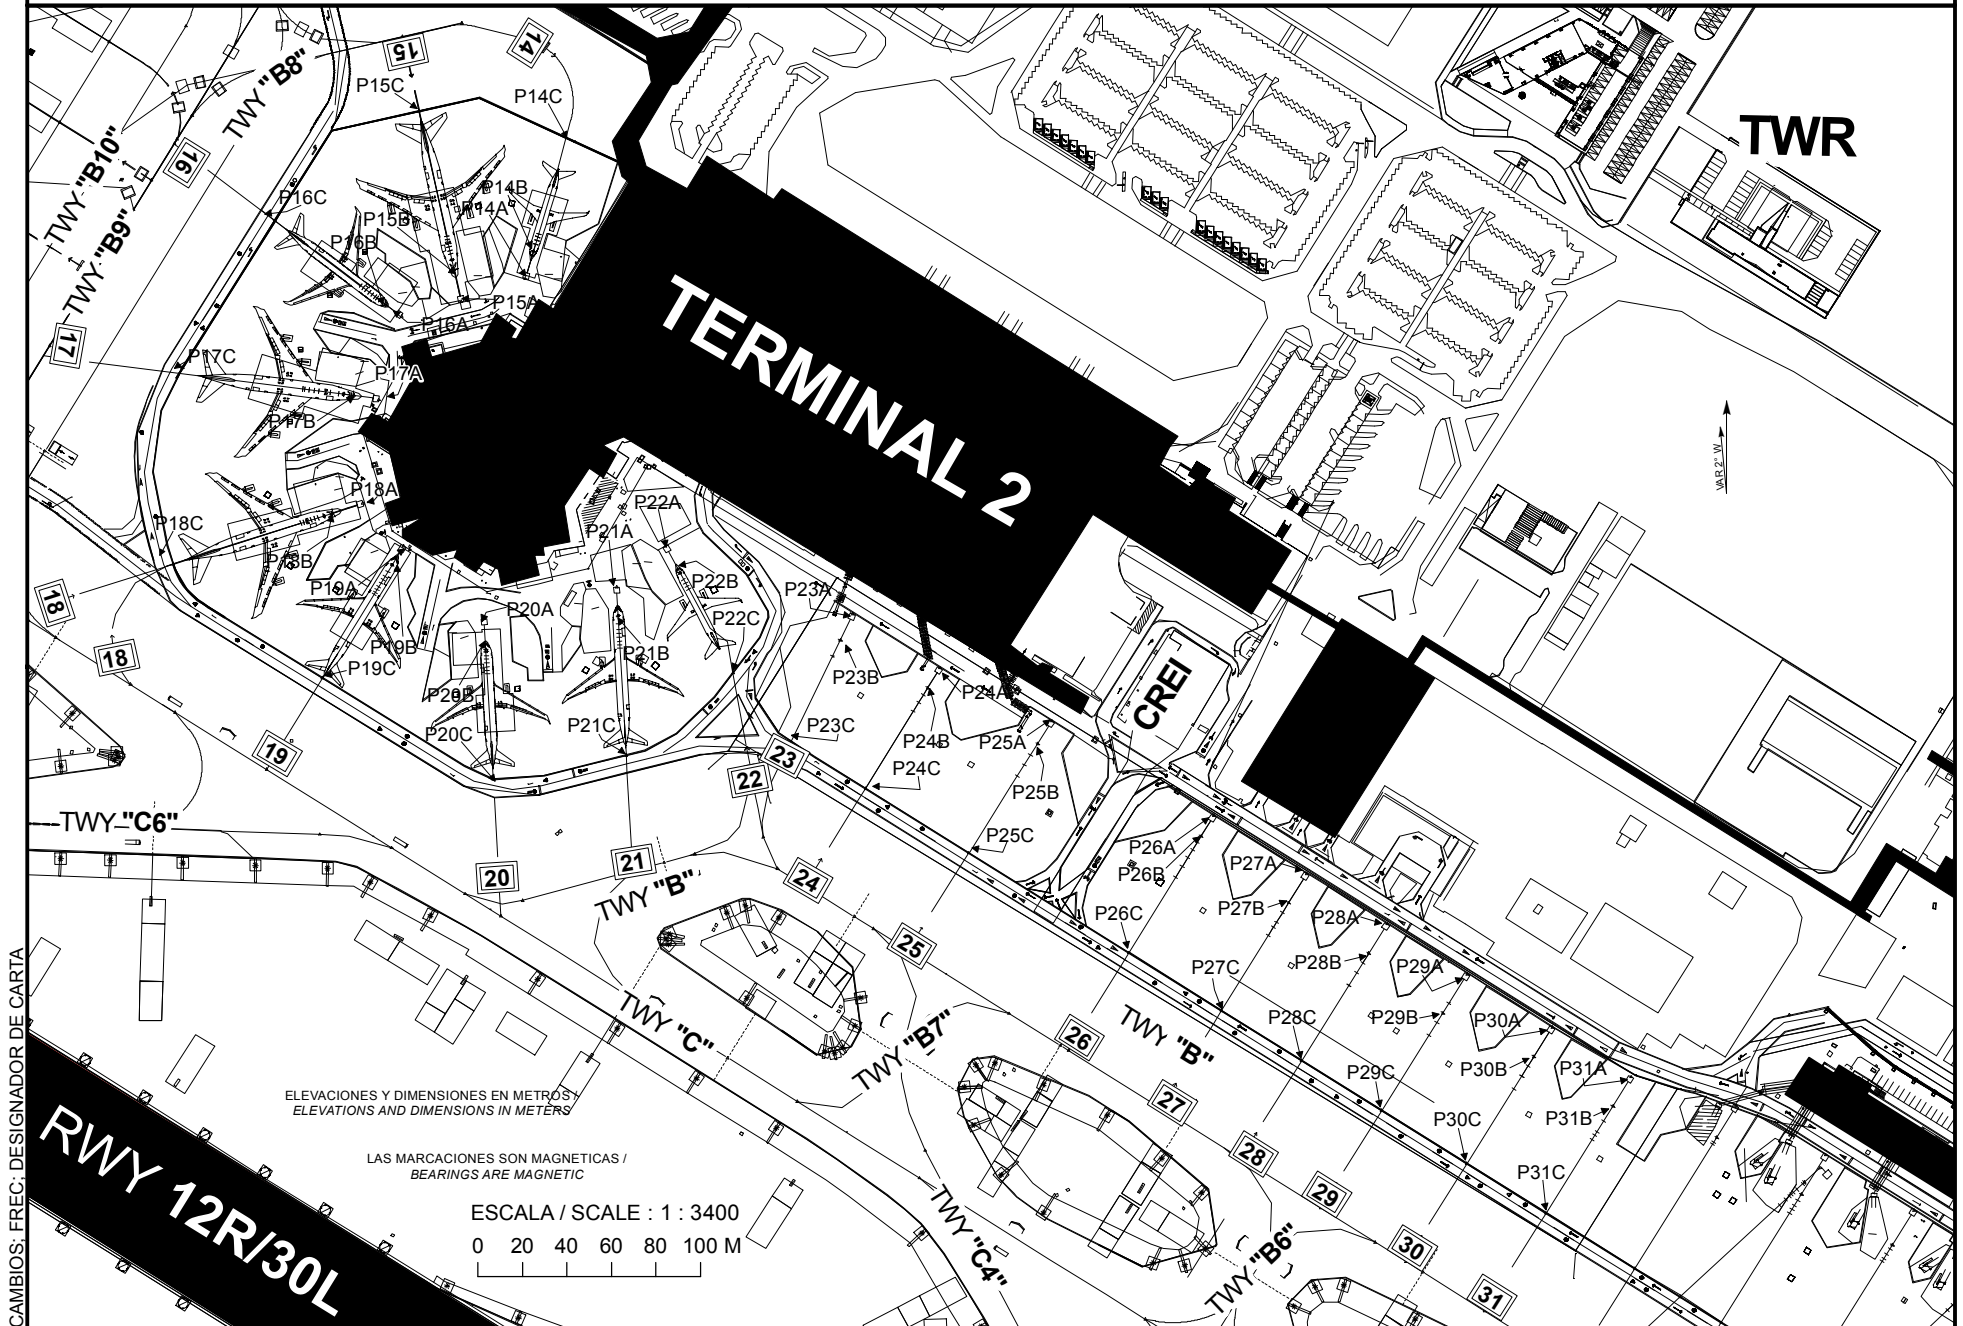 15
14
TWY "B8"
P15C
P14C
TWR
TWY "B10"
16
P16C
P14B
P14A
P15B
P16B
TWY "B9"
P15A
P16A
TERMINAL 2
17
P17C
P17A
P17B
VAR 2° W
P18A
P22A
P18C
P21A
P18B
P22B
P19A
P23A
18
P20A
P22C
P19B
P21B
18
P19C
P23B
P24A
CREI
P20B
P21C
P23C
P20C
P24B
P25A
19
23
P24C
22
P25B
TWY "C6"
P25C
P26A
21
P27A
20
24
P26B
TWY "B"
P26C
P27B
P28A
25
P27C
P28B
P29A
TWY "C"
TWY "B7"
26
TWY "B"
P28C
P29B
P30A
P29C
P30B
P31A
27
P30C
P31B
28
P31C
29
TWY "C4"
TWY "B6"
30
31
ELEVACIONES Y DIMENSIONES EN METROS /
ELEVATIONS AND DIMENSIONS IN METERS
LAS MARCACIONES SON MAGNETICAS /
BEARINGS ARE MAGNETIC
ESCALA / SCALE : 1 : 3400
0 20 40 60 80 100 M
RWY 12R/30L
CAMBIOS; FREC; DESIGNADOR DE CARTA